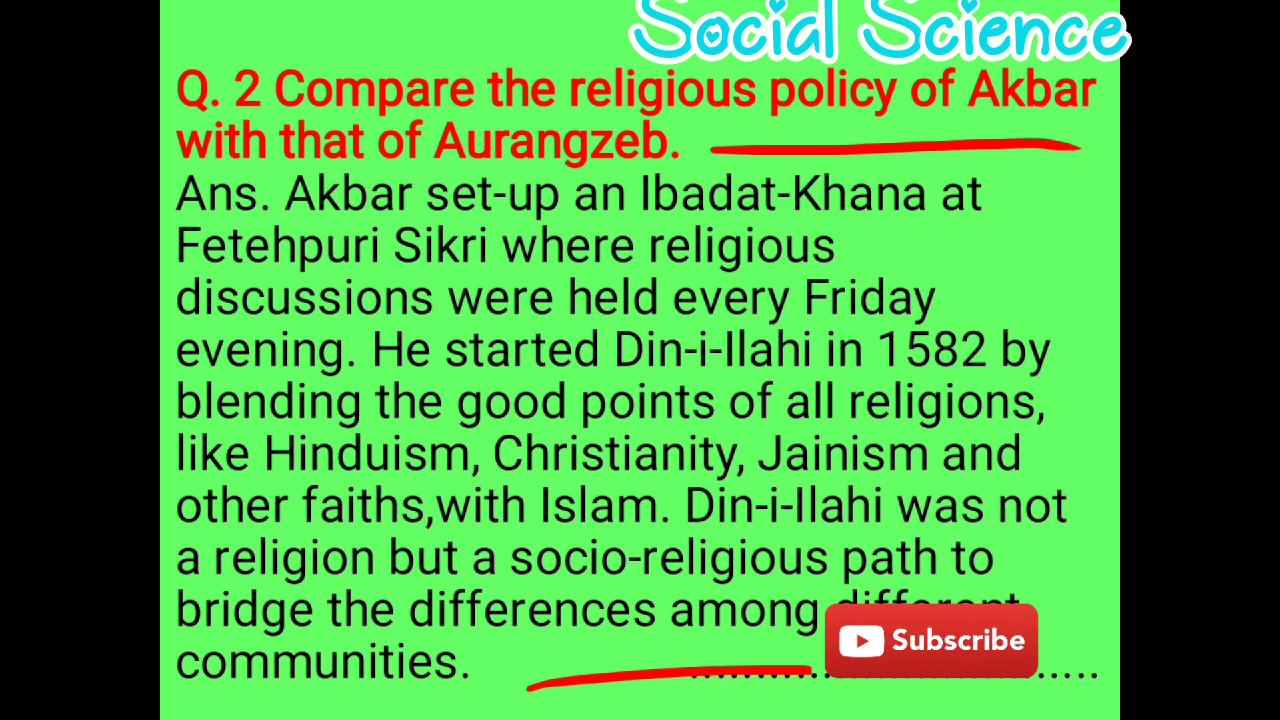 Social Science
Q. 2 Compare the religious policy of Akbar
with that of Aurangzeb.
Ans. Akbar set-up an Ibadat-Khana at
Fetehpuri Sikri where religious
discussions were held every Friday
evening. He started Din-i-Ilahi in 1582 by
blending the good points of all religions,
like Hinduism, Christianity, Jainism and
other faiths,with Islam. Din-i-Ilahi was not
a religion but a socio-religious path to
bridge the differences among different
communities.
Subscribe